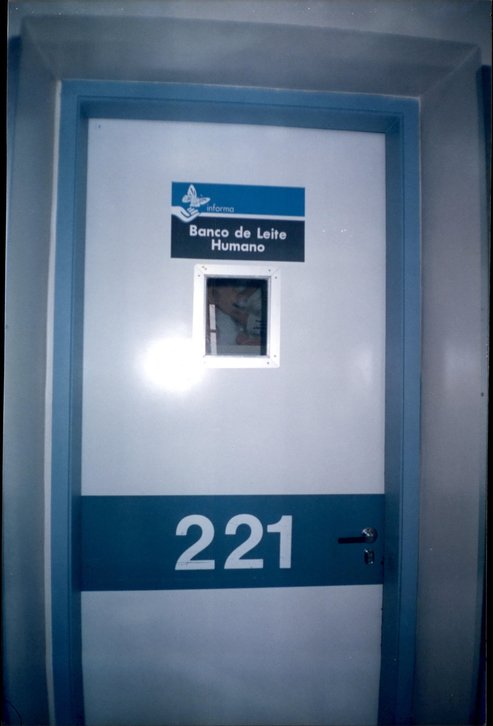 informa
Banco de Leite
Humano
221